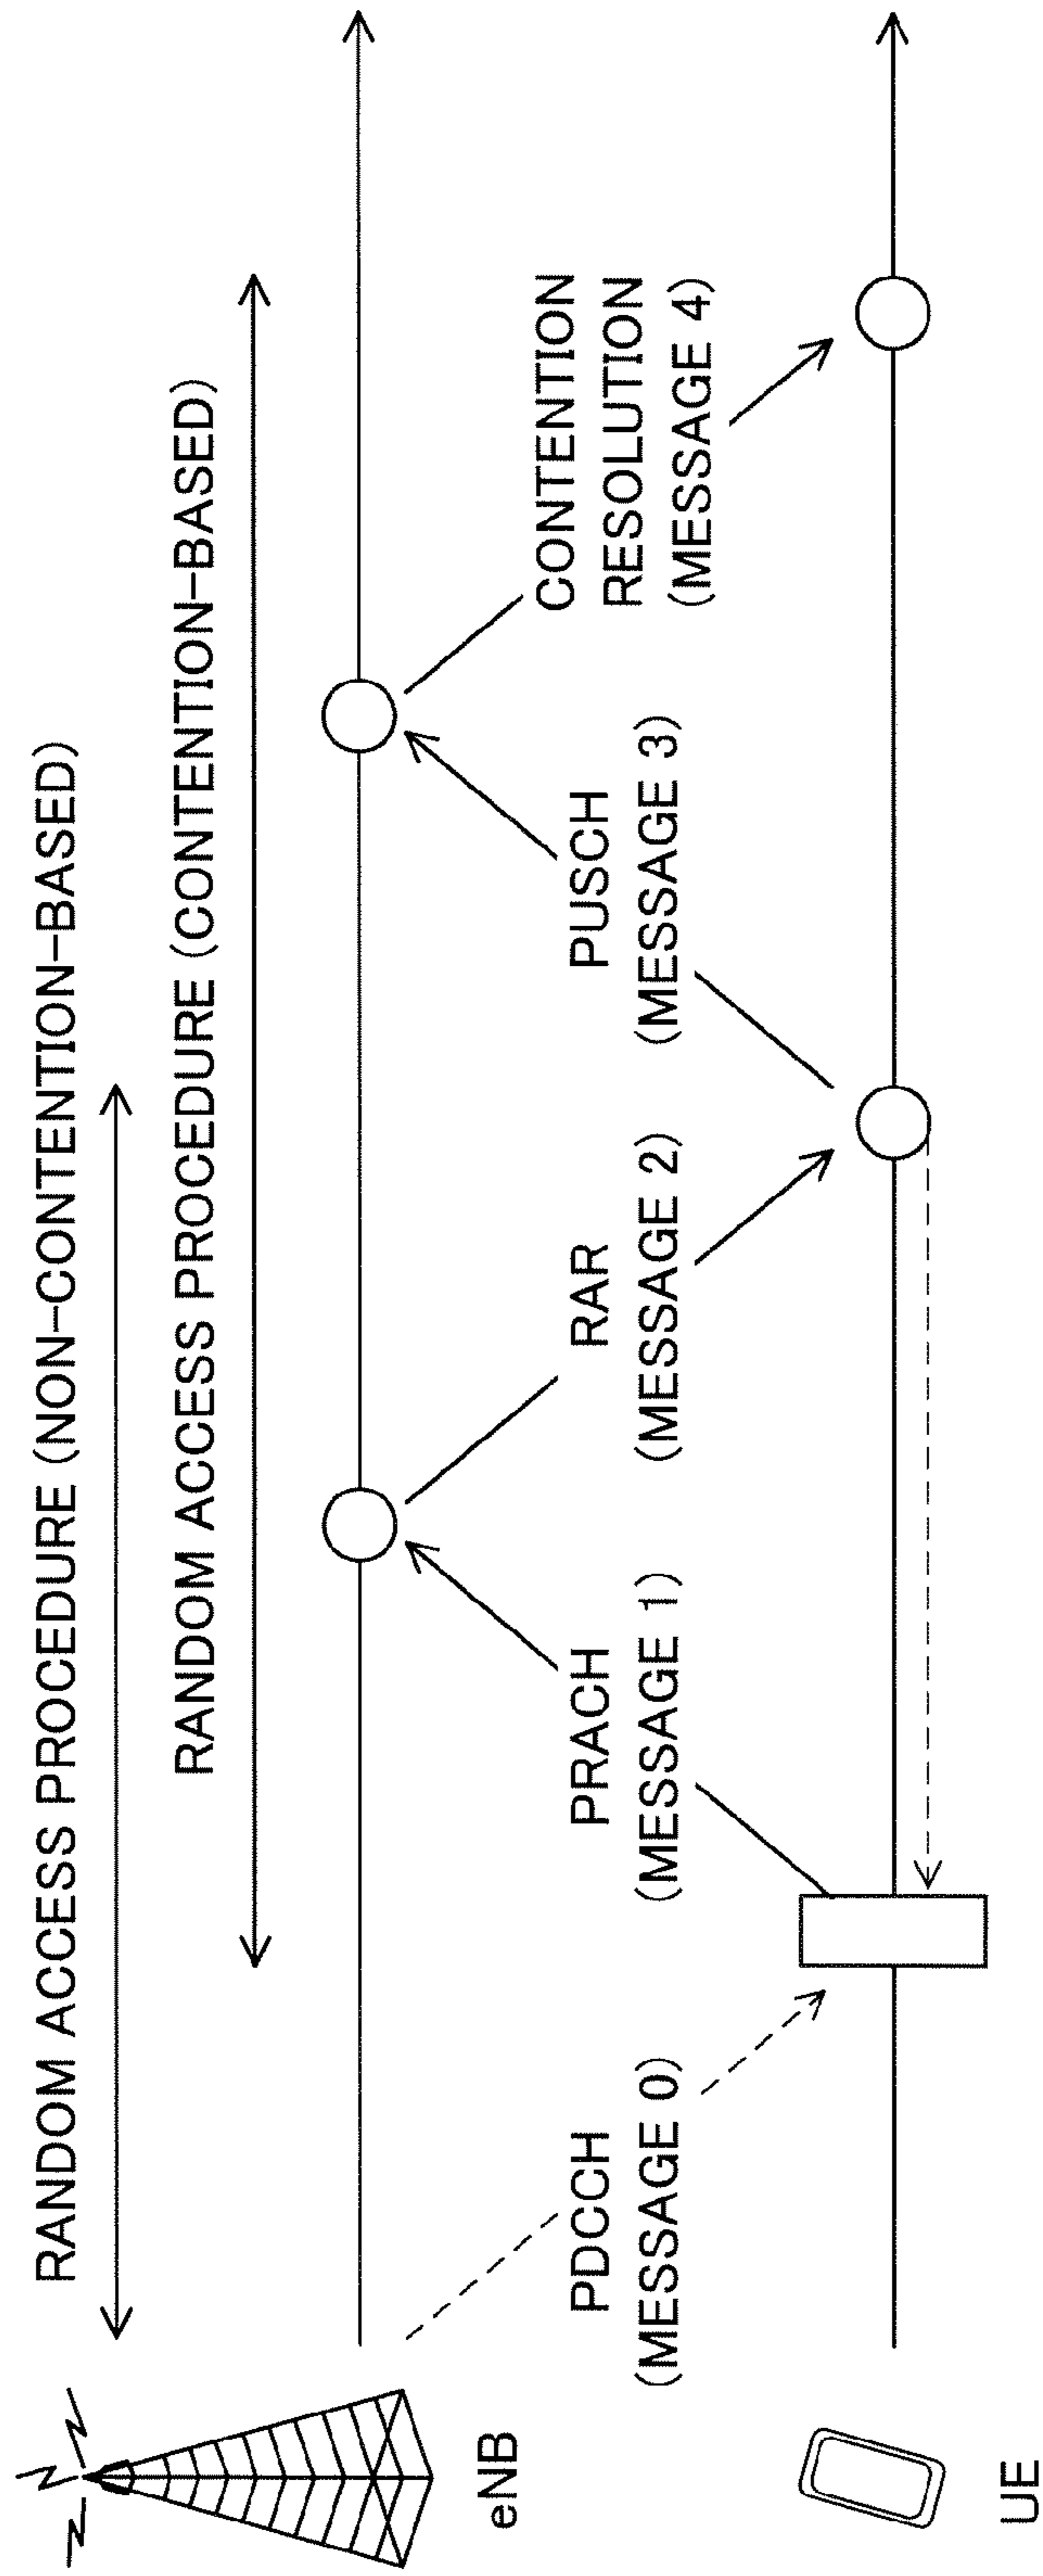 RANDOM ACCESS PROCEDURE (NON-CONTENTION-BASED)
RANDOM ACCESS PROCEDURE (CONTENTION-BASED)
eNB
PDCCH
(MESSAGE 0)
PRACH
(MESSAGE 1)
RAR
(MESSAGE 2)
PUSCH
(MESSAGE 3)
CONTENTION
RESOLUTION
(MESSAGE 4)
UE